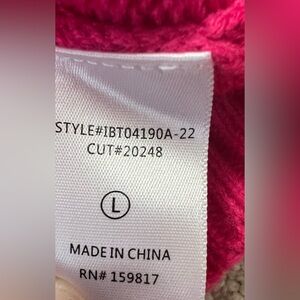 STYLE#IBT04190A-22
CUT#20248
L
MADE IN CHINA
RN# 159817